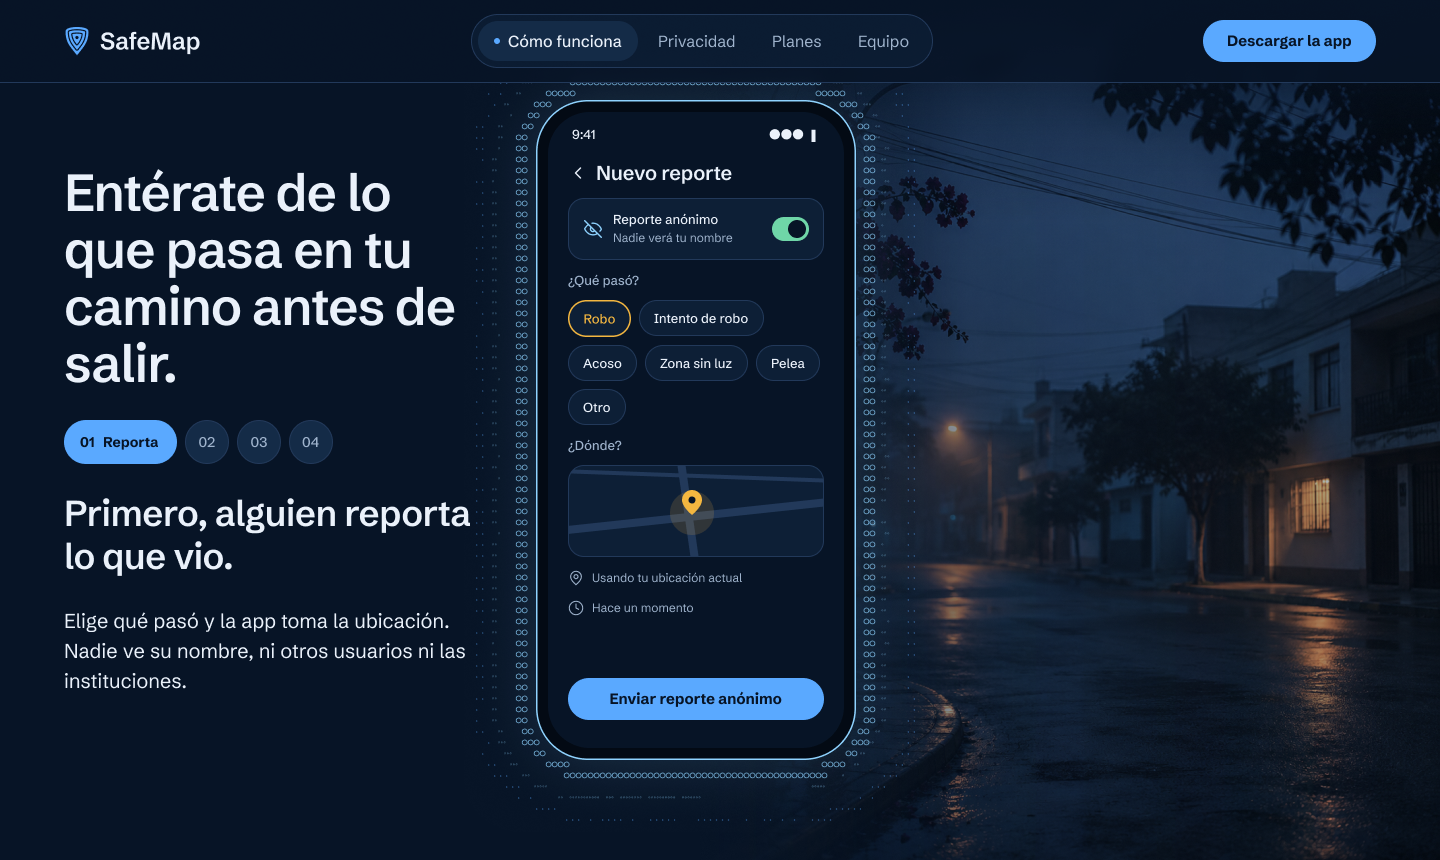 SafeMap
Cómo funciona
Privacidad
Planes
Equipo
Descargar la app
Entérate de lo
que pasa en tu
camino antes de
salir.
01 Reporta
02
03
04
Primero, alguien reporta
lo que vio.
Elige qué pasó y la app toma la ubicación.
Nadie ve su nombre, ni otros usuarios ni las
instituciones.
9:41
Nuevo reporte
Reporte anónimo
Nadie verá tu nombre
¿Qué pasó?
Robo
Intento de robo
Acoso
Zona sin luz
Pelea
Otro
¿Dónde?
Usando tu ubicación actual
Hace un momento
Enviar reporte anónimo